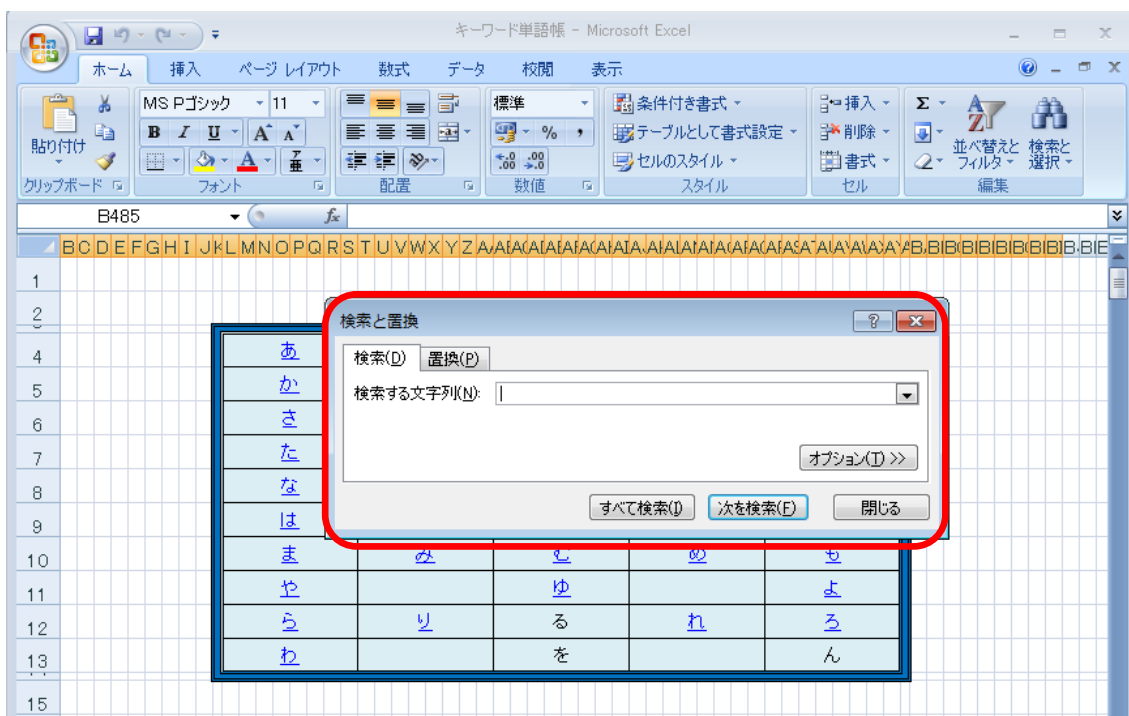 キーワード単語帳 - Microsoft Excel
ホーム 挿入 ページ レイアウト 数式 データ 校閲 表示
貼り付け
クリップボード
MS Pゴシック 11
B I U A A
A
フォント
配置
標準
% ,
数値
条件付き書式
テーブルとして書式設定
セルのスタイル
スタイル
挿入
削除
書式
セル
Σ
並べ替えと
フィルタ
検索と
選択
編集
B485 fx
B C D E F G H I J K L M N O P Q R S T U V W X Y Z
1
2
4 あ
5 か
6 さ
7 た
8 な
9 は
10 ま み む め も
11 や ゆ よ
12 ら り る れ ろ
13 わ を ん
15
検索と置換
検索(D) 置換(P)
検索する文字列(N):
オプション(T) >>
すべて検索(I) 次を検索(F) 閉じる